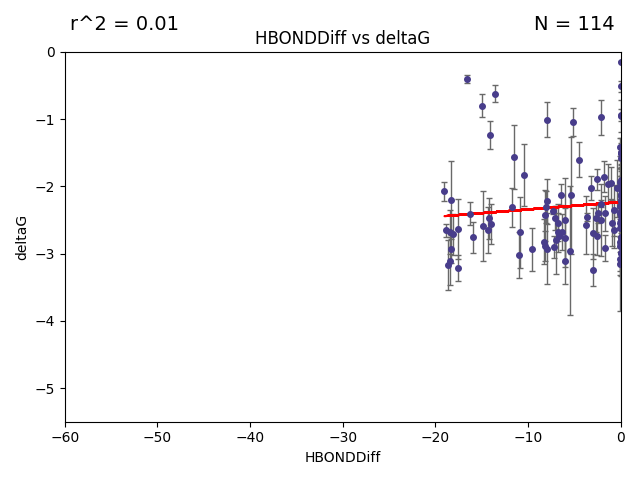 r^2 = 0.01
N = 114
HBONDDiff vs deltaG
0
−1
−2
−3
−4
−5
deltaG
−60
−50
−40
−30
−20
−10
0
HBONDDiff